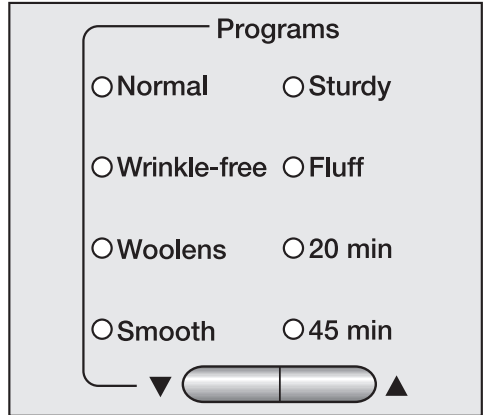 Programs
Normal
Sturdy
Wrinkle-free
Fluff
Woolens
20 min
Smooth
45 min